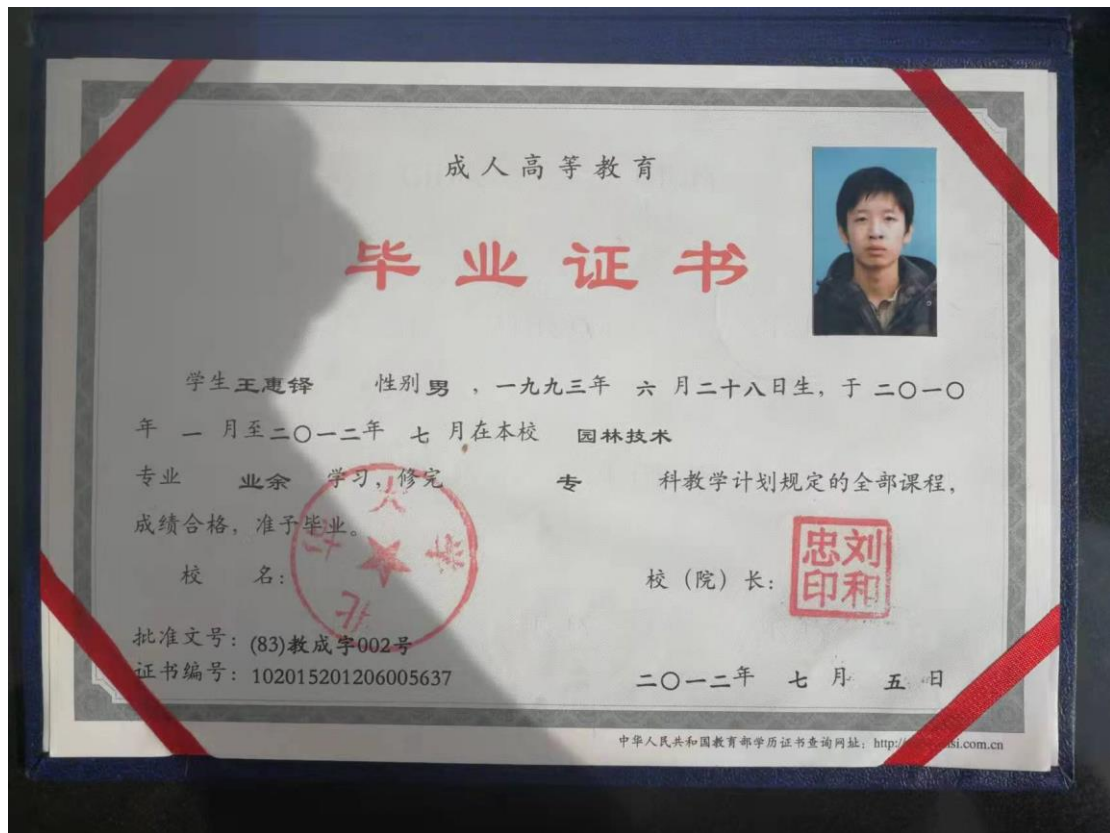 成人高等教育
毕业证书
学生王惠铎 性别男，一九九三年 六月二十八日生，于二〇一〇
年 一 月至二〇一二年 七 月在本校 园林技术
专业 业余 学习，修完 专 科教学计划规定的全部课程，
成绩合格，准予毕业。
北华大学
校 名： 校（院）长：
刘和忠印
批准文号：(83)教成字002号
证书编号：102015201206005637
二〇一二年 七 月 五 日
中华人民共和国教育部学历证书查询网址：http://si.com.cn